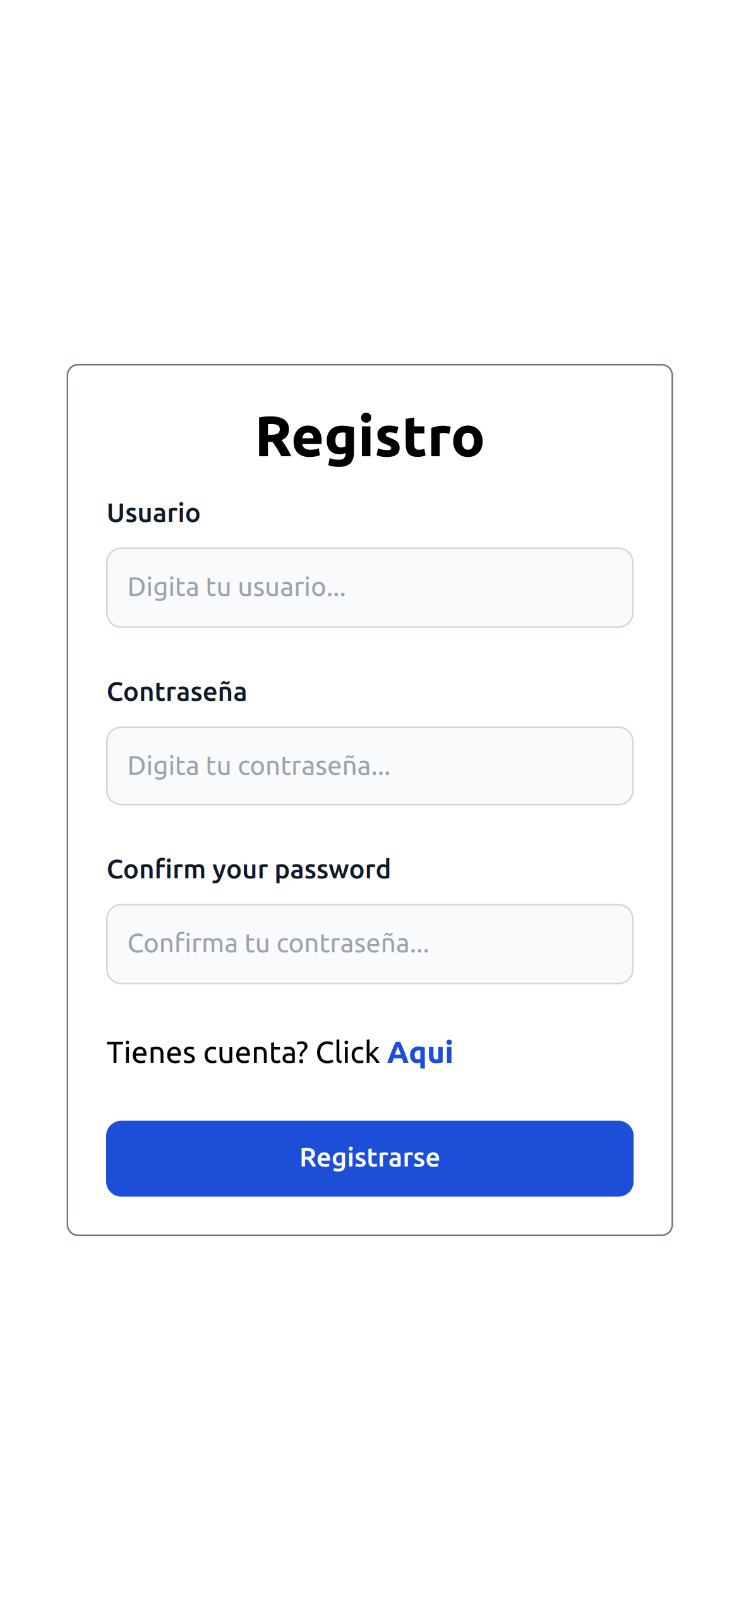 Registro
Usuario
Digita tu usuario...
Contraseña
Digita tu contraseña...
Confirm your password
Confirma tu contraseña...
Tienes cuenta? Click Aqui
Registrarse